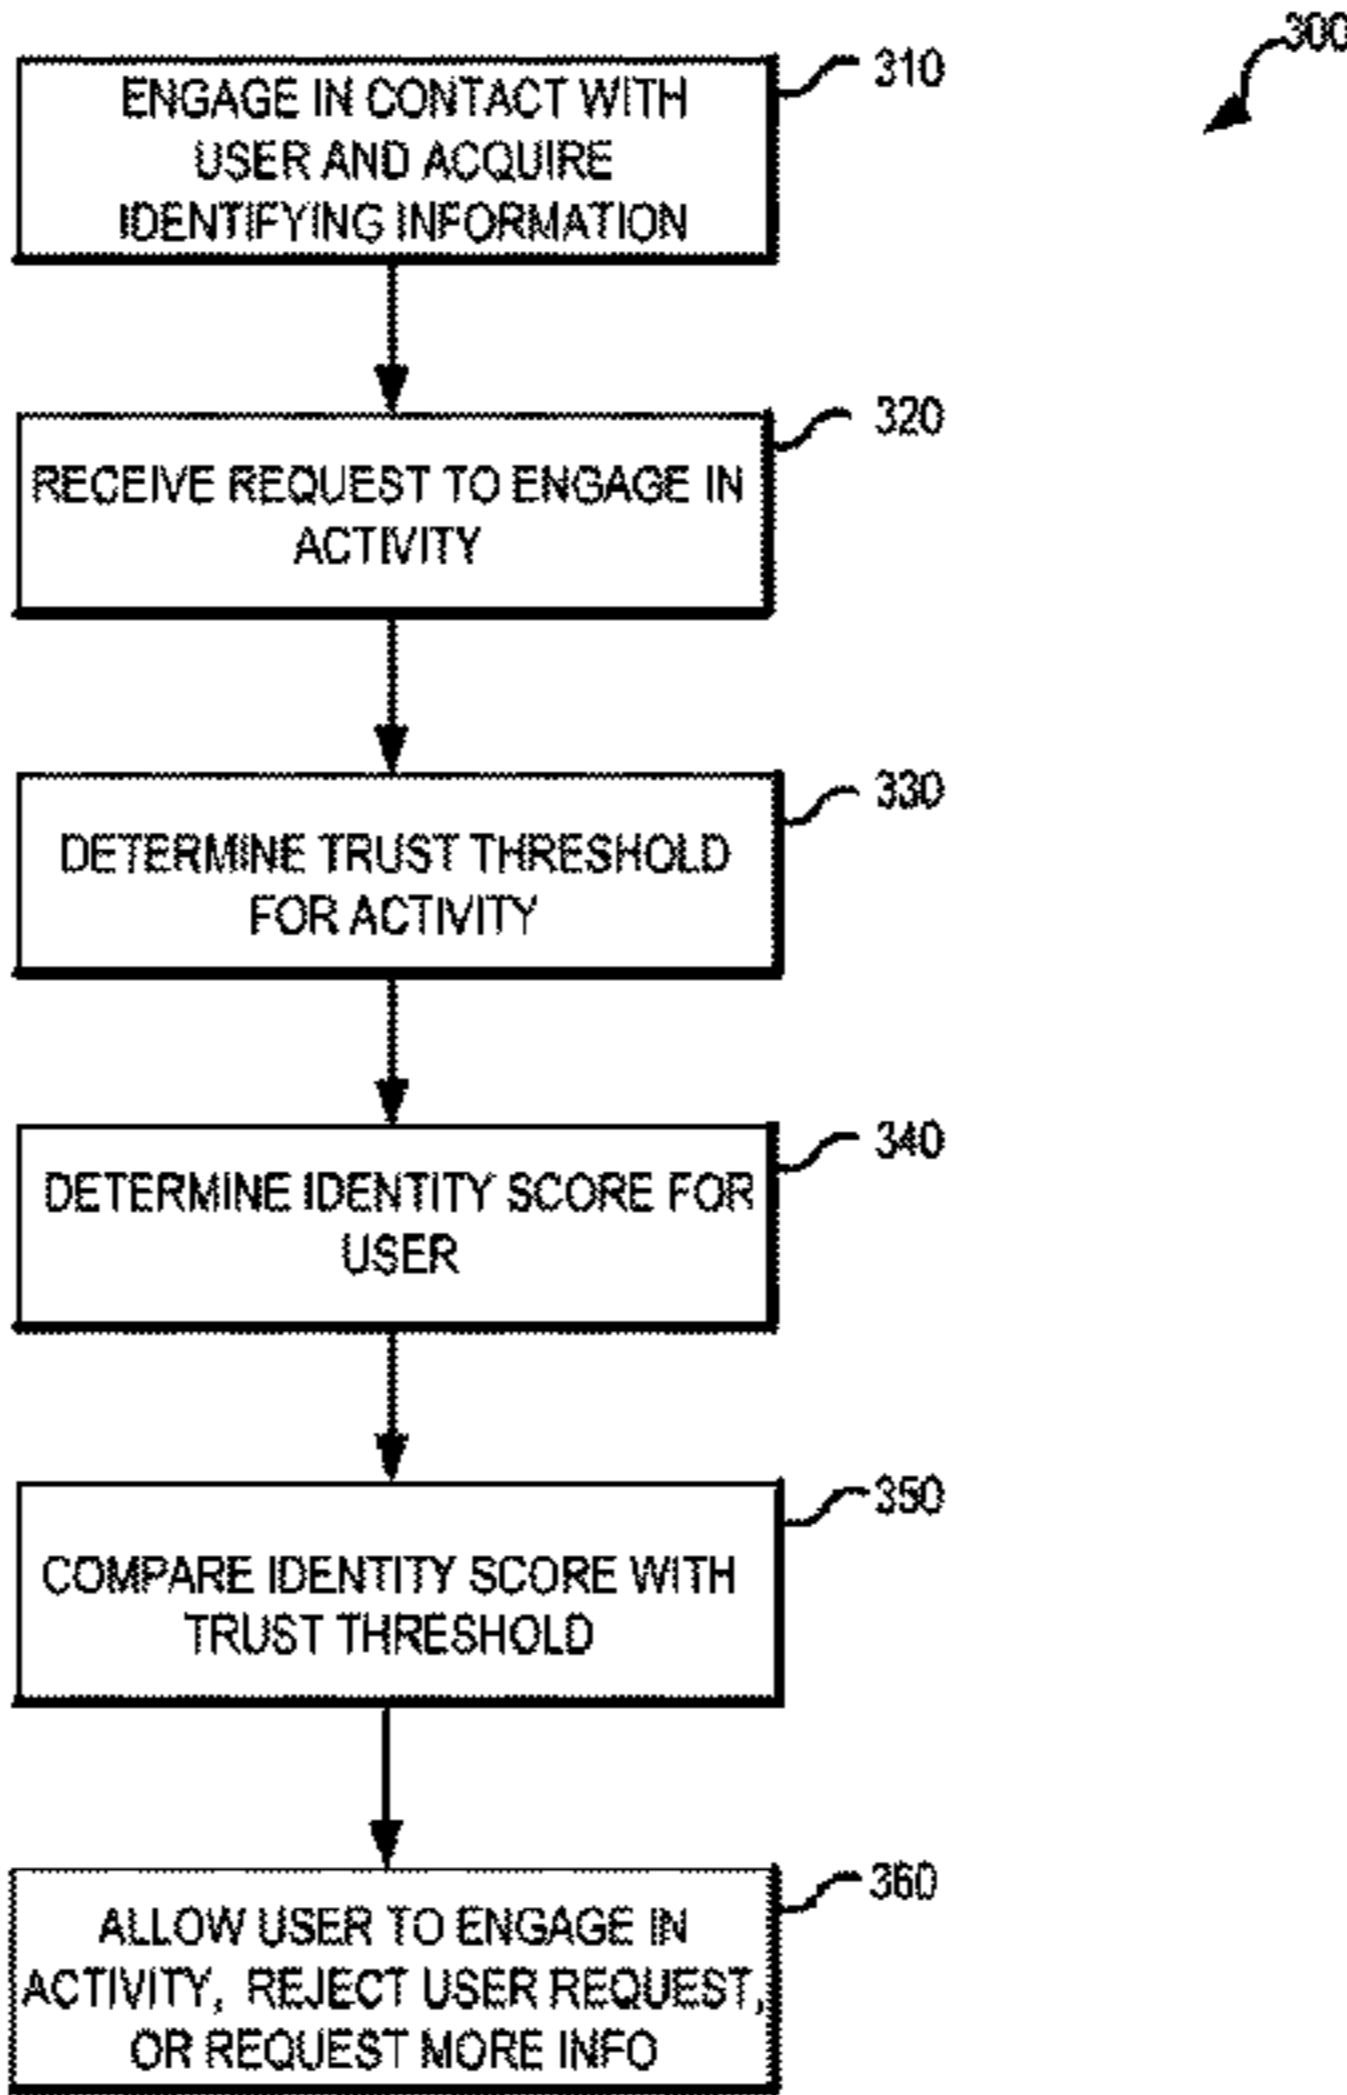 300
310
ENGAGE IN CONTACT WITH
USER AND ACQUIRE
IDENTIFYING INFORMATION
320
RECEIVE REQUEST TO ENGAGE IN
ACTIVITY
330
DETERMINE TRUST THRESHOLD
FOR ACTIVITY
340
DETERMINE IDENTITY SCORE FOR
USER
350
COMPARE IDENTITY SCORE WITH
TRUST THRESHOLD
360
ALLOW USER TO ENGAGE IN
ACTIVITY, REJECT USER REQUEST,
OR REQUEST MORE INFO